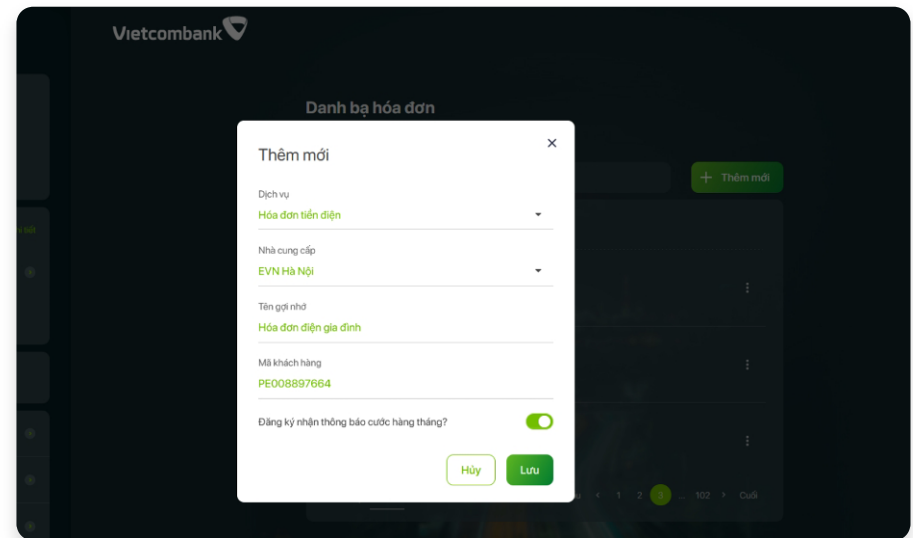 Vietcombank
Danh bạ hóa đơn
Thêm mới
Thêm mới
Dịch vụ
Hóa đơn tiền điện
Nhà cung cấp
EVN Hà Nội
Tên gợi nhớ
Hóa đơn điện gia đình
Mã khách hàng
PE008897664
Đăng ký nhận thông báo cước hàng tháng?
Hủy
Lưu
1 2 3 ... 102 Cuối